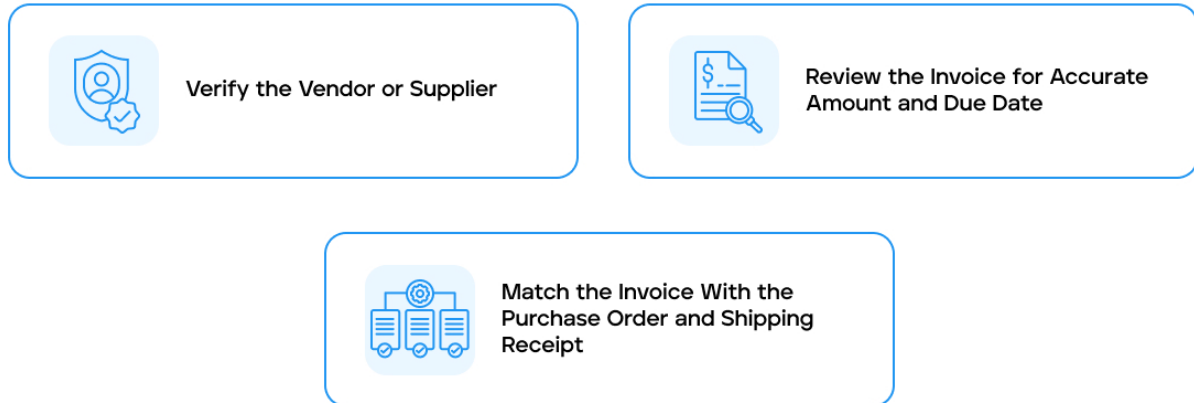 Verify the Vendor or Supplier
Review the Invoice for Accurate
Amount and Due Date
$
Match the Invoice With the
Purchase Order and Shipping
Receipt